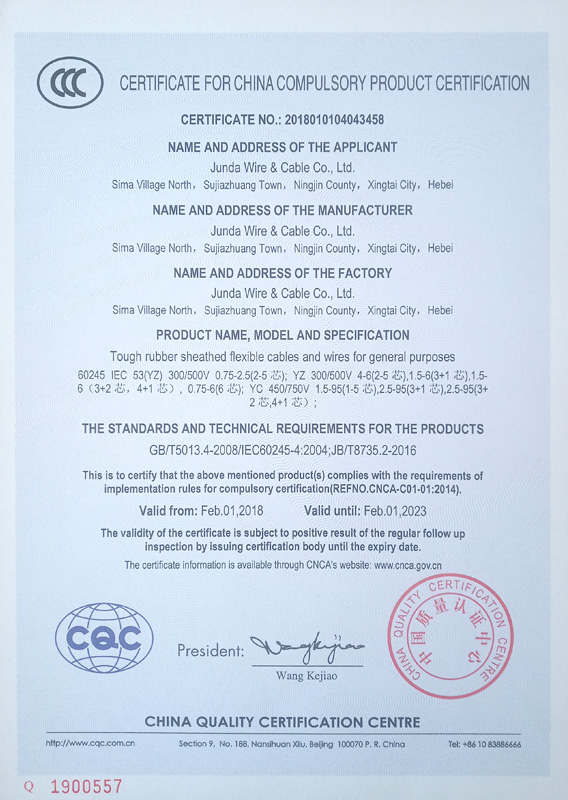 CCC
CERTIFICATE FOR CHINA COMPULSORY PRODUCT CERTIFICATION
CERTIFICATE NO.: 2018010104043458
NAME AND ADDRESS OF THE APPLICANT
Junda Wire & Cable Co., Ltd.
Sima Village North， Sujiazhuang Town， Ningjin County， Xingtai City， Hebei
NAME AND ADDRESS OF THE MANUFACTURER
Junda Wire & Cable Co., Ltd.
Sima Village North， Sujiazhuang Town， Ningjin County， Xingtai City， Hebei
NAME AND ADDRESS OF THE FACTORY
Junda Wire & Cable Co., Ltd.
Sima Village North， Sujiazhuang Town， Ningjin County， Xingtai City， Hebei
PRODUCT NAME, MODEL AND SPECIFICATION
Tough rubber sheathed flexible cables and wires for general purposes
60245 IEC 53(YZ) 300/500V 0.75-2.5(2-5 芯); YZ 300/500V 4-6(2-5 芯),1.5-6(3+1 芯),1.5-
6（3+2 芯，4+1 芯）, 0.75-6(6 芯); YC 450/750V 1.5-95(1-5 芯),2.5-95(3+1 芯),2.5-95(3+
2 芯,4+1 芯）;
THE STANDARDS AND TECHNICAL REQUIREMENTS FOR THE PRODUCTS
GB/T5013.4-2008/IEC60245-4:2004;JB/T8735.2-2016
This is to certify that the above mentioned product(s) complies with the requirements of
implementation rules for compulsory certification(REFNO.CNCA-C01-01:2014).
Valid from: Feb.01,2018 Valid until: Feb.01,2023
The validity of the certificate is subject to positive result of the regular follow up
inspection by issuing certification body until the expiry date.
The certificate information is available through CNCA's website: www.cnca.gov.cn
CQC
President: Wang Kejiao
Wang Kejiao
CHINA QUALITY CERTIFICATION CENTRE
中国质量认证中心
CHINA QUALITY CERTIFICATION CENTRE
http://www.cqc.com.cn Section 9, No. 188, Nansihuan Xilu, Beijing 100070 P. R. China Tel: +86 10 83886666
Q 1900557